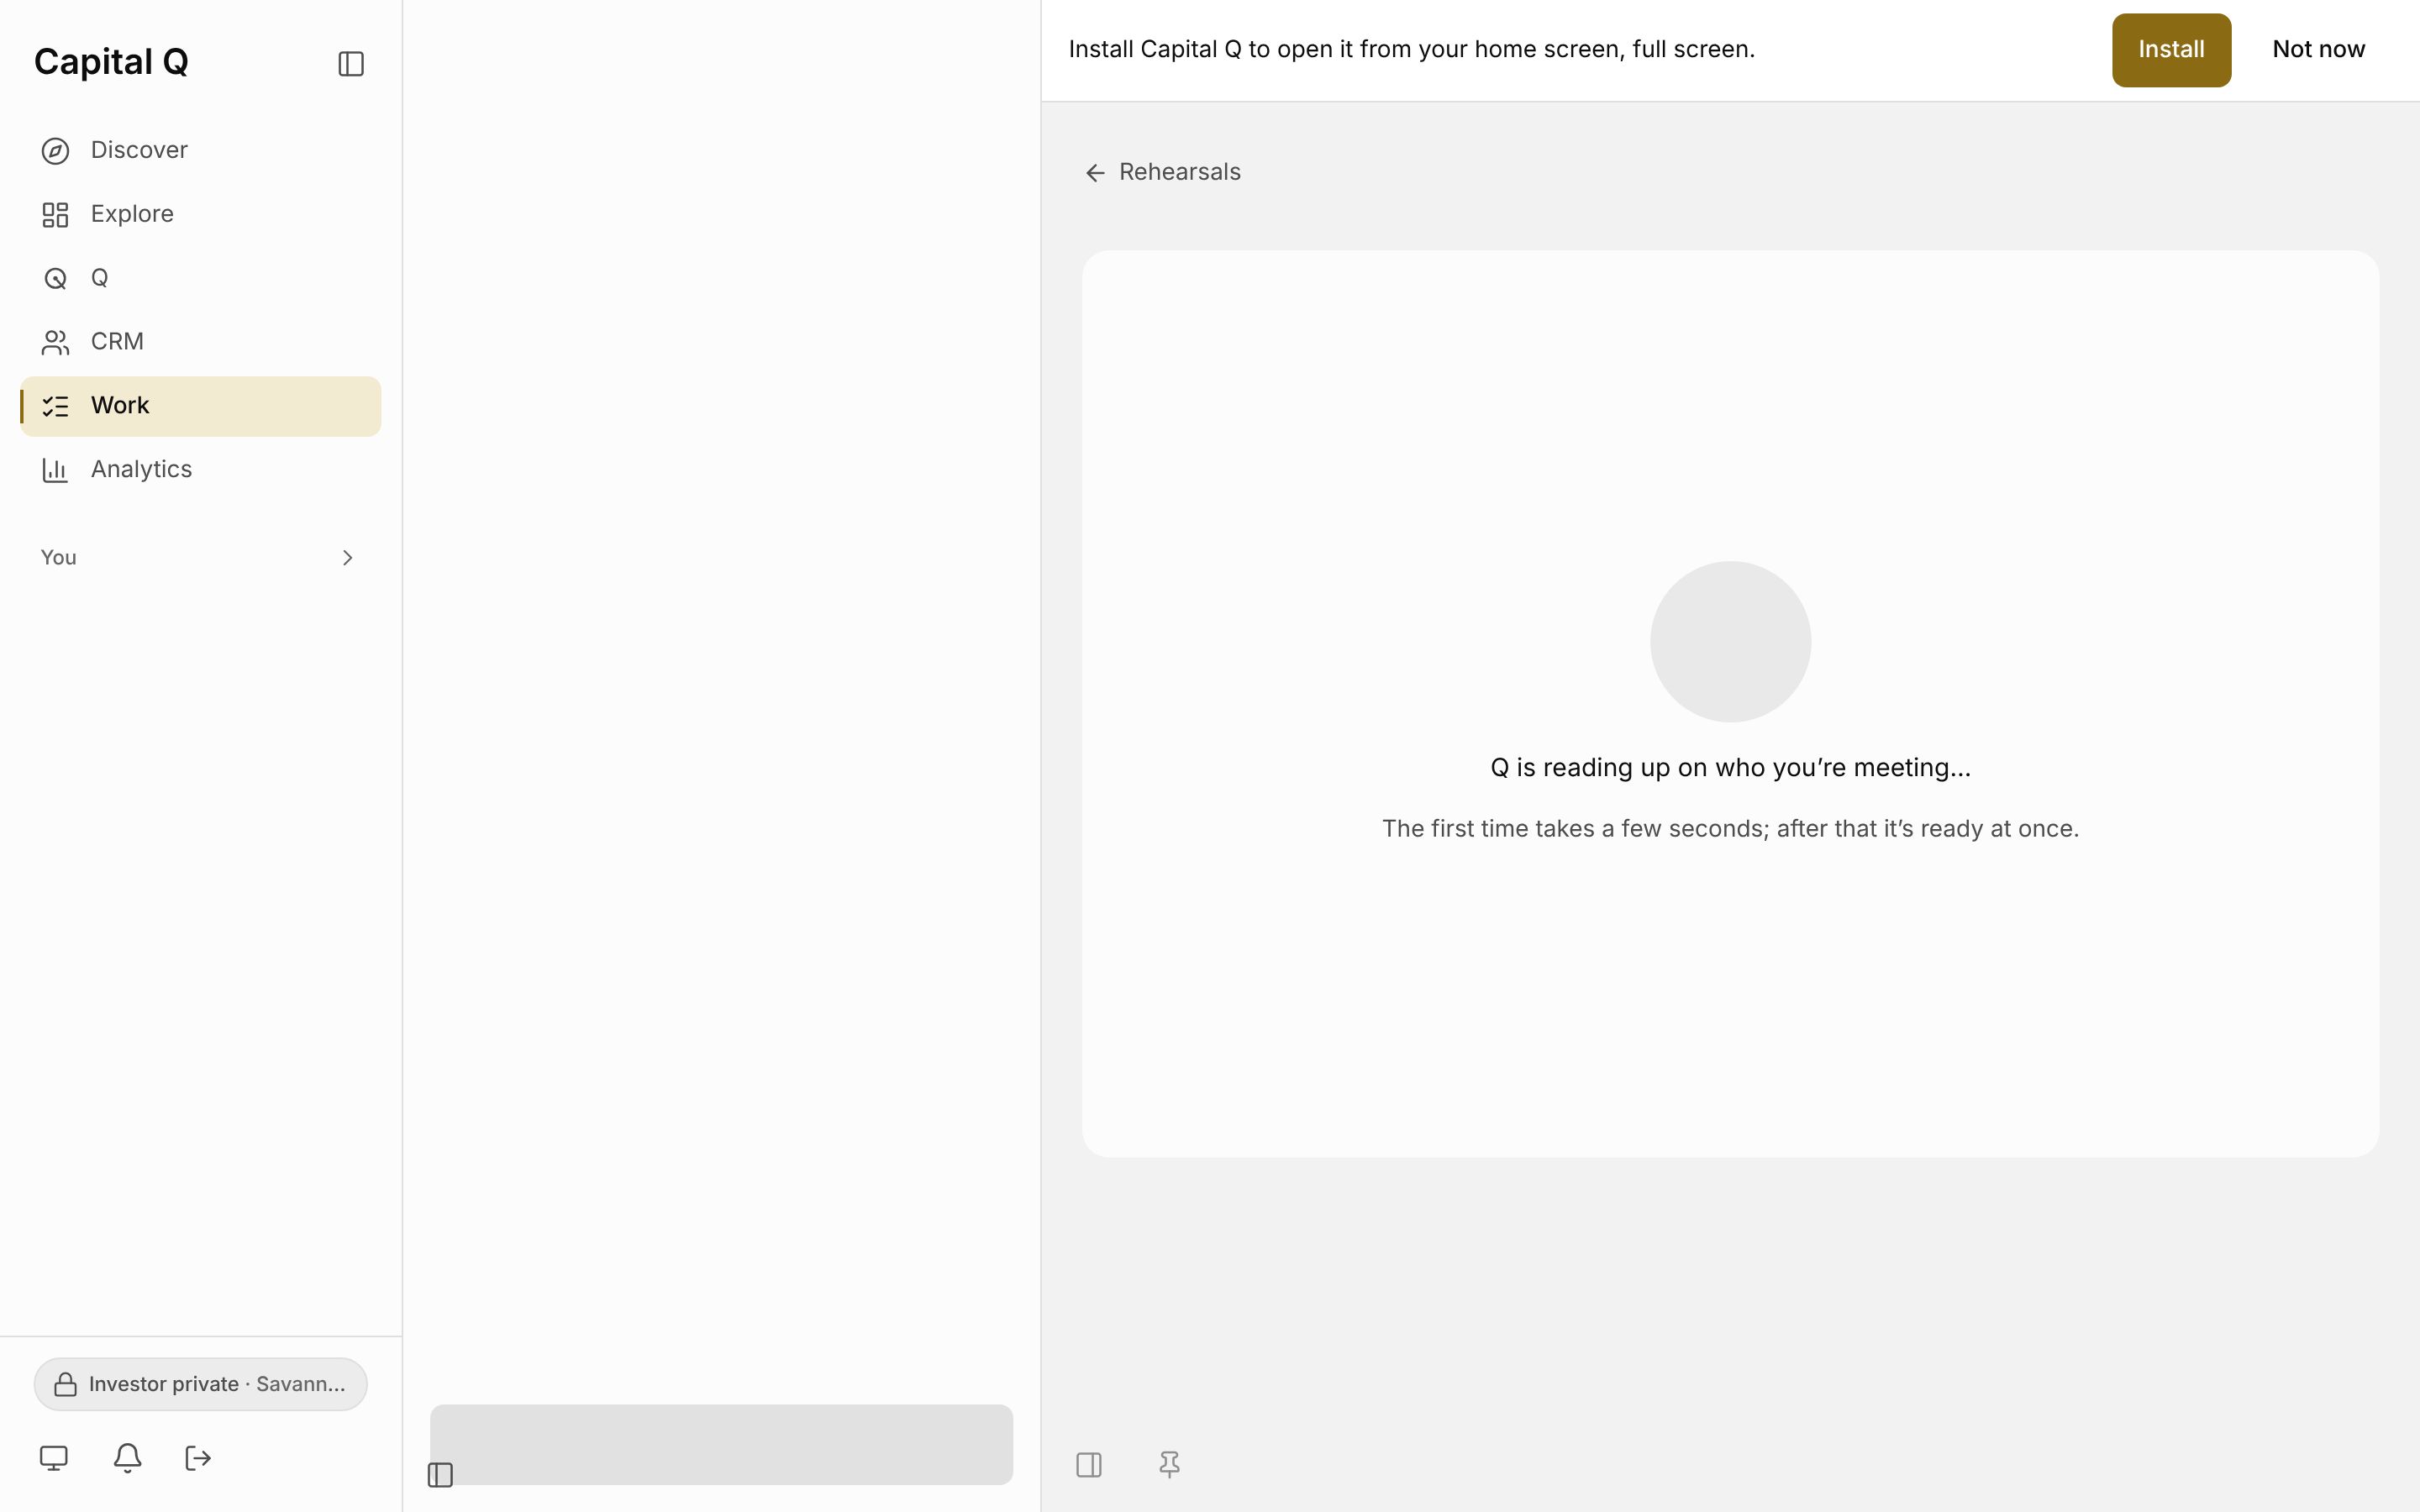 Capital Q
Discover
Explore
Q
CRM
Work
Analytics
You
Investor private · Savann...
Install Capital Q to open it from your home screen, full screen.
Install
Not now
Rehearsals
Q is reading up on who you’re meeting...
The first time takes a few seconds; after that it’s ready at once.